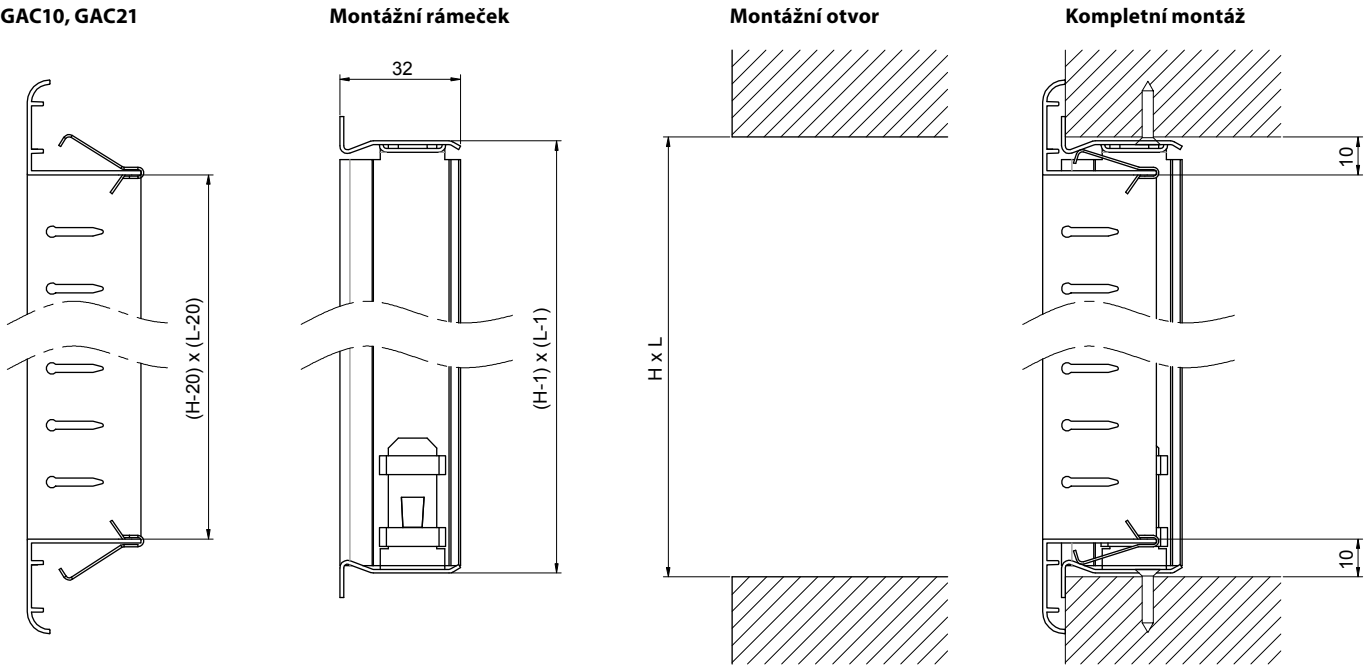 GAC10, GAC21
Montážní rámeček
Montážní otvor
Kompletní montáž
32
(H-20) x (L-20)
(H-1) x (L-1)
H x L
10
10